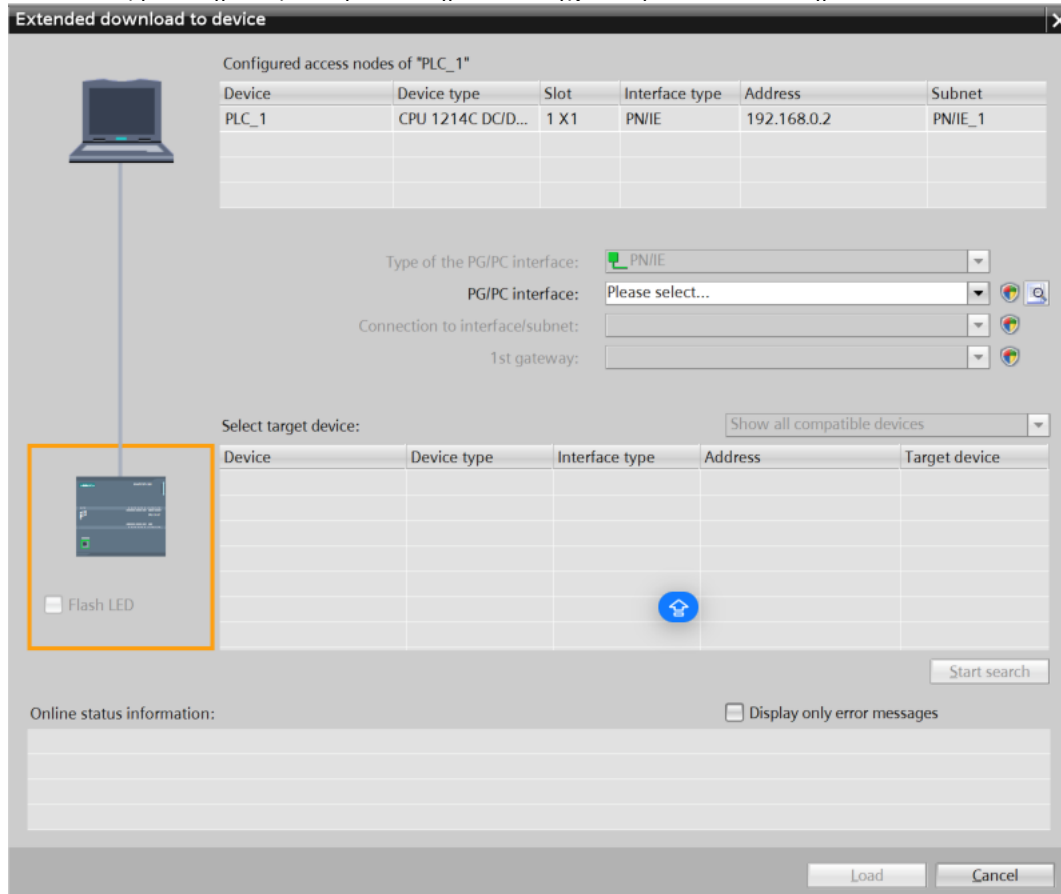 Extended download to device
Configured access nodes of "PLC_1"
Device Device type Slot Interface type Address Subnet
PLC_1 CPU 1214C DC/D... 1 X1 PN/IE 192.168.0.2 PN/IE_1
Type of the PG/PC interface: PN/IE
PG/PC interface: Please select...
Connection to interface/subnet:
1st gateway:
Select target device: Show all compatible devices
Device Device type Interface type Address Target device
Flash LED
Start search
Online status information: Display only error messages
Load Cancel